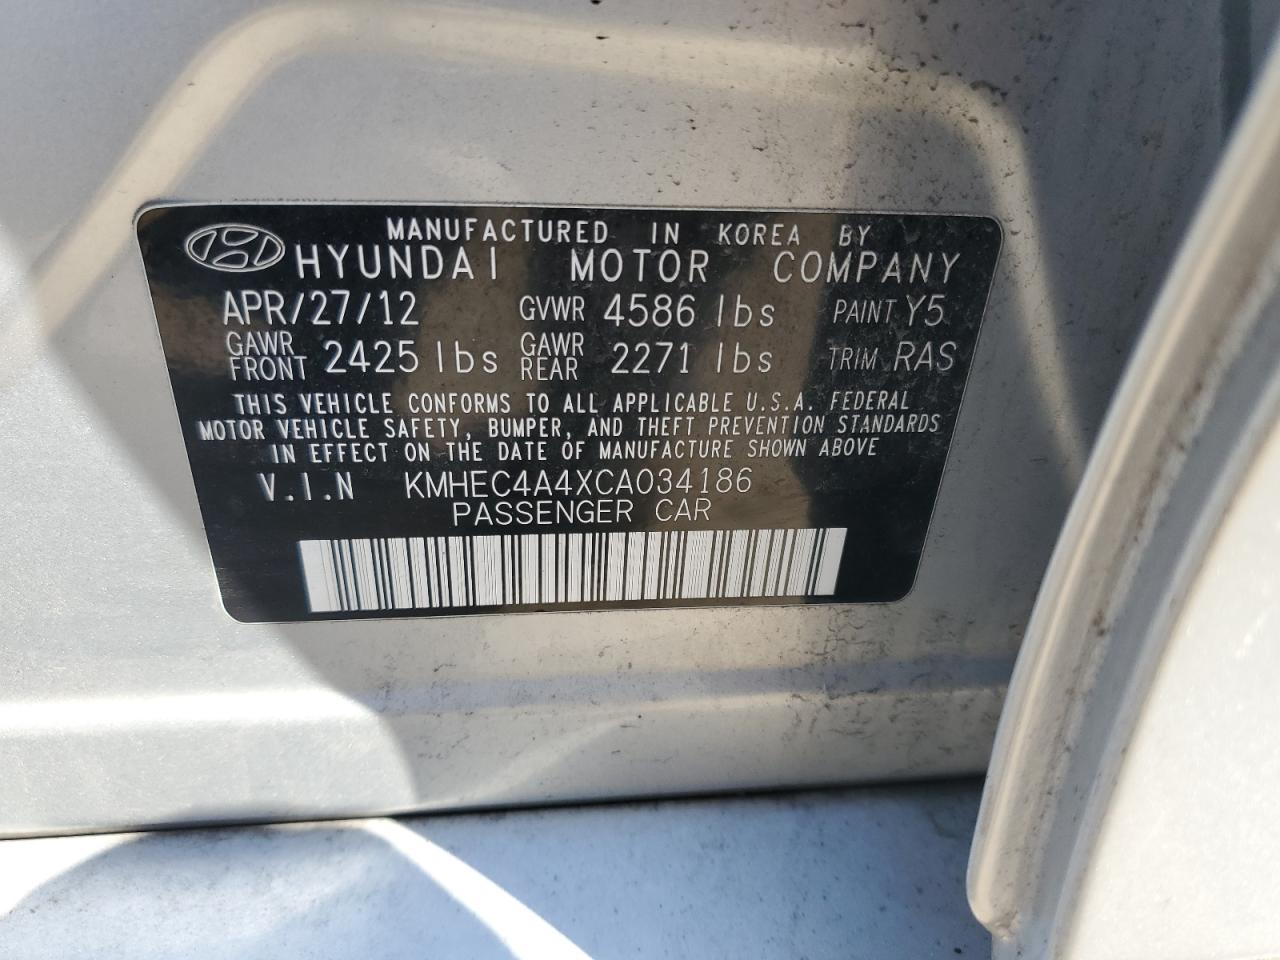 MANUFACTURED IN KOREA BY
HYUNDAI MOTOR COMPANY
APR/27/12 GVWR 4586 lbs PAINT Y5
GAWR FRONT 2425 lbs GAWR REAR 2271 lbs TRIM RAS
THIS VEHICLE CONFORMS TO ALL APPLICABLE U.S.A. FEDERAL
MOTOR VEHICLE SAFETY, BUMPER, AND THEFT PREVENTION STANDARDS
IN EFFECT ON THE DATE OF MANUFACTURE SHOWN ABOVE
V.I.N KMHEC4A4XCA034186
PASSENGER CAR